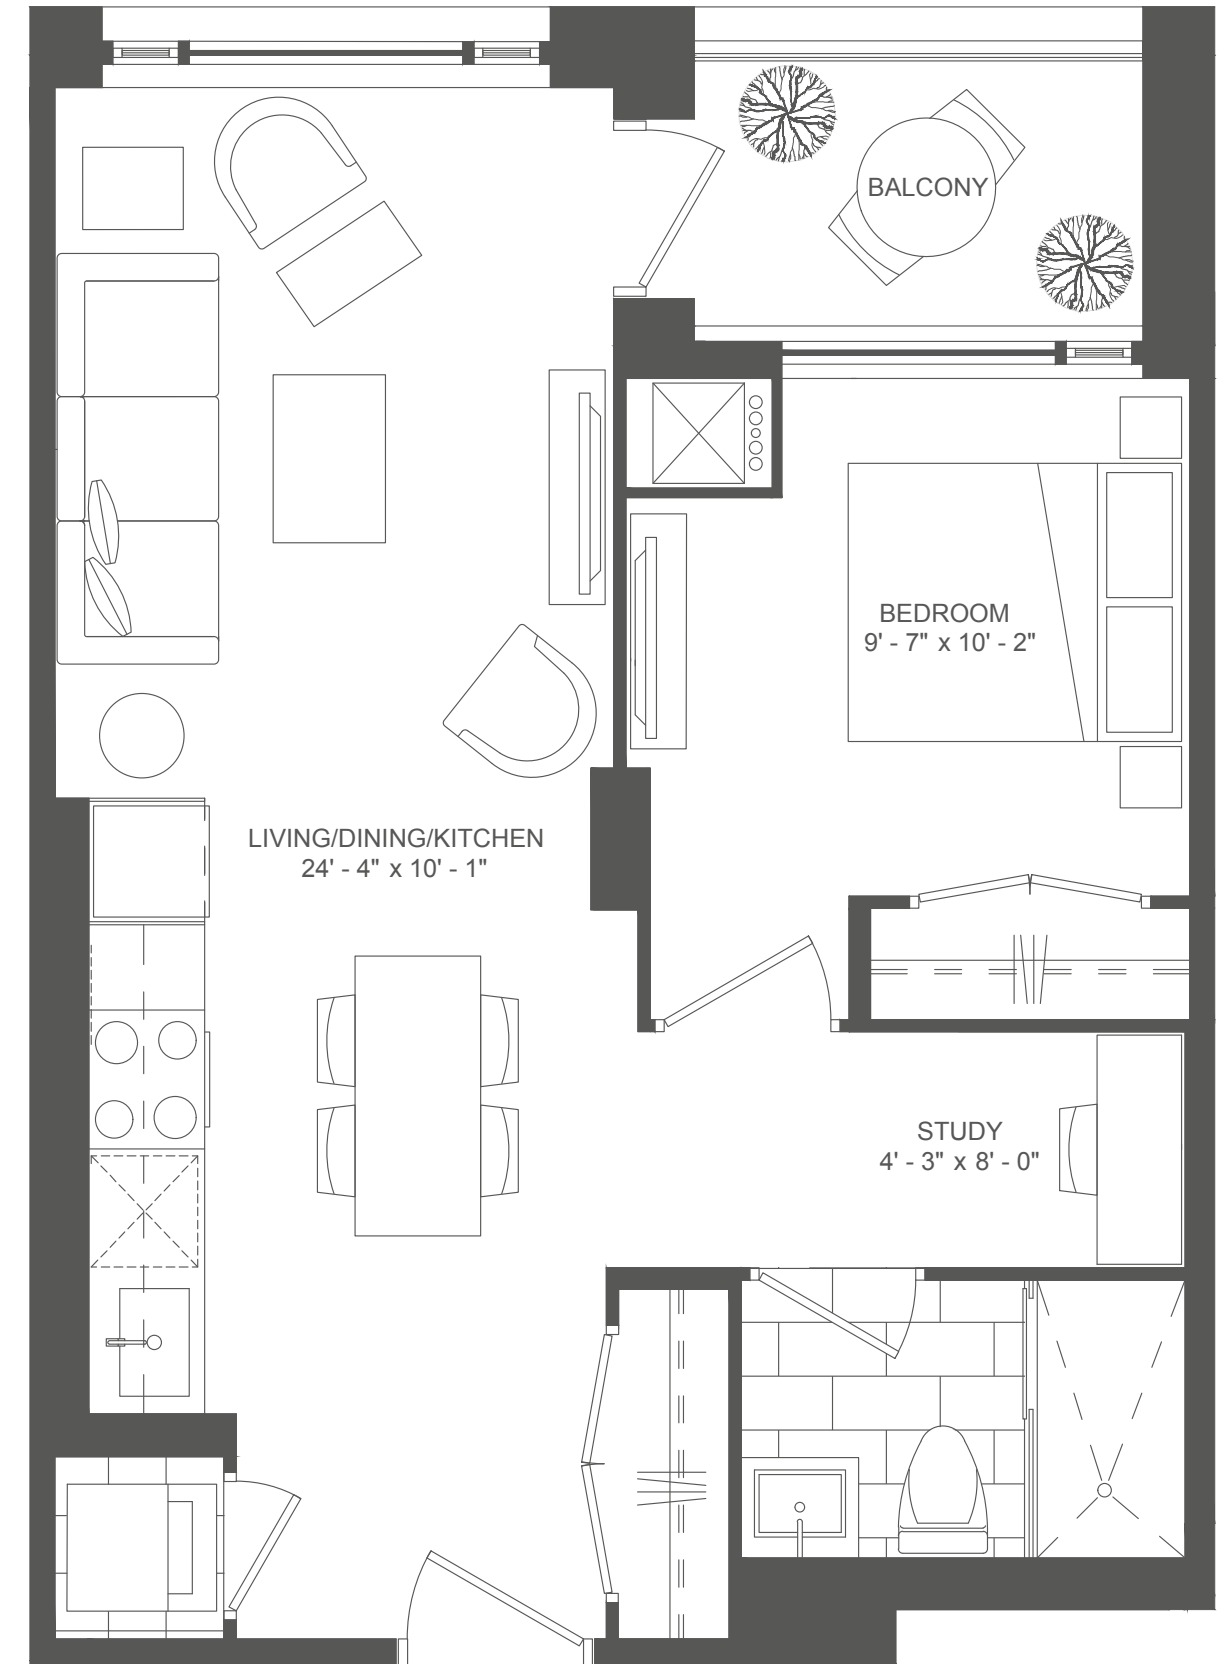 BALCONY
BEDROOM
9' - 7" x 10' - 2"
LIVING/DINING/KITCHEN
24' - 4" x 10' - 1"
STUDY
4' - 3" x 8' - 0"